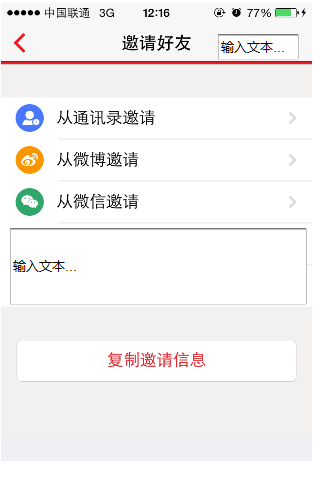 中国联通 3G 12:16 77%
邀请好友 输入文本...
从通讯录邀请
从微博邀请
从微信邀请
输入文本...
复制邀请信息